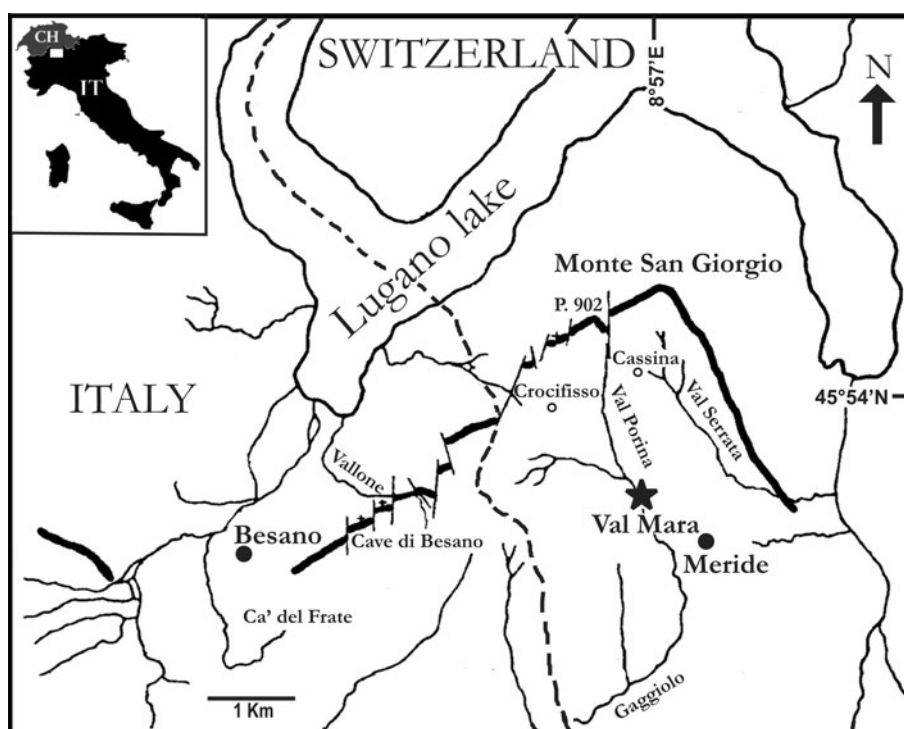 CH
IT
SWITZERLAND
8°57'E
N
Lugano lake
Monte San Giorgio
P. 902
Cassina
ITALY
Crocifisso
45°54'N
Val Porina
Val Serrata
Vallone
Val Mara
Besano
Cave di Besano
Meride
Ca' del Frate
Gaggiolo
1 Km